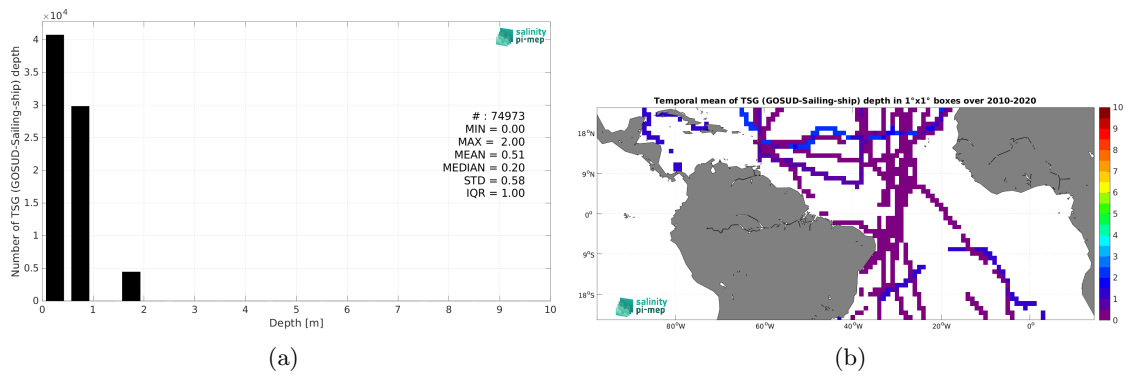 ×10⁴
4
3.5
3
2.5
2
1.5
1
0.5
0
Number of TSG (GOSUD-Sailing-ship) depth
salinity
pi-mep
# : 74973
MIN = 0.00
MAX = 2.00
MEAN = 0.51
MEDIAN = 0.20
STD = 0.58
IQR = 1.00
0 1 2 3 4 5 6 7 8 9 10
Depth [m]
(a)
Temporal mean of TSG (GOSUD-Sailing-ship) depth in 1°x1° boxes over 2010-2020
18°N
9°N
0°
9°S
18°S
80°W 60°W 40°W 20°W 0°
salinity
pi-mep
10
9
8
7
6
5
4
3
2
1
0
(b)